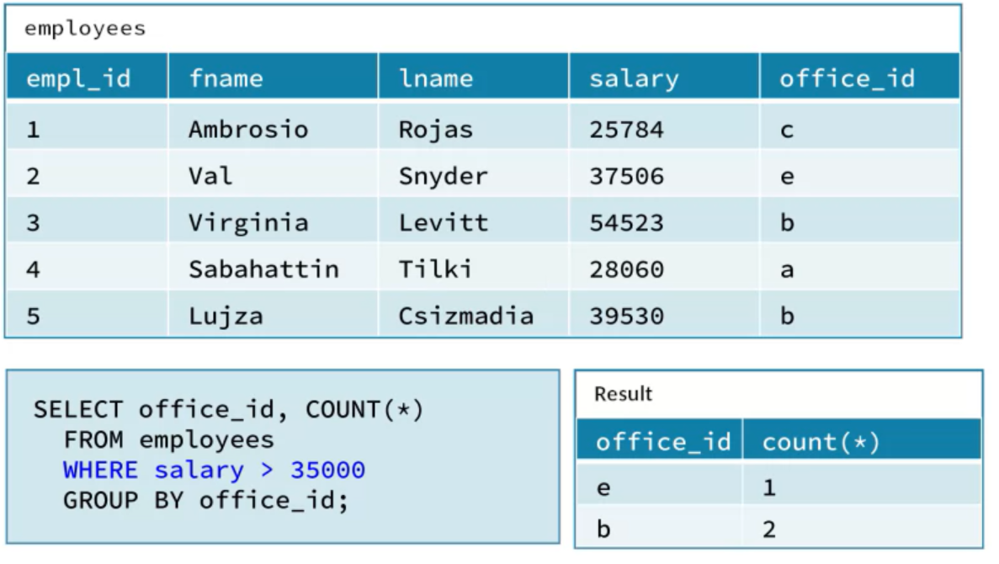 employees
empl_id fname lname salary office_id
1 Ambrosio Rojas 25784 c
2 Val Snyder 37506 e
3 Virginia Levitt 54523 b
4 Sabahattin Tilki 28060 a
5 Lujza Csizmadia 39530 b
SELECT office_id, COUNT(*)
FROM employees
WHERE salary > 35000
GROUP BY office_id;
Result
office_id count(*)
e 1
b 2